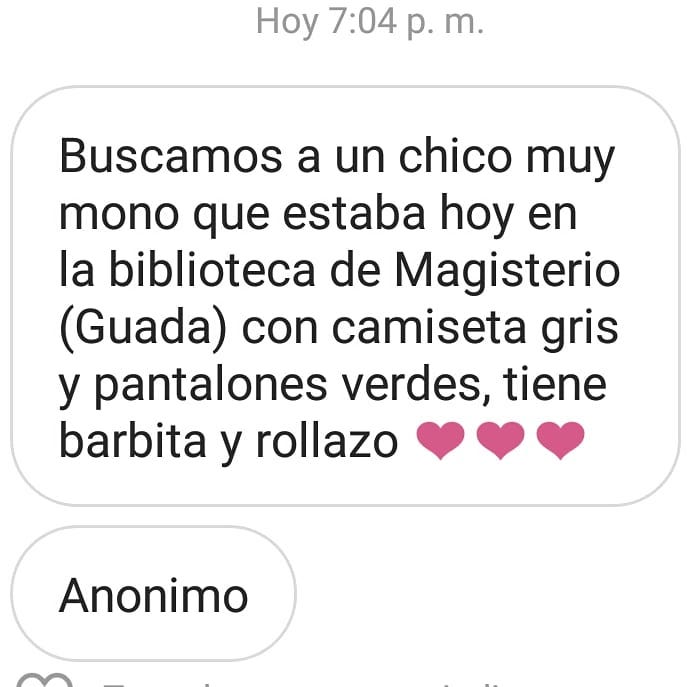 Hoy 7:04 p. m.
Buscamos a un chico muy
mono que estaba hoy en
la biblioteca de Magisterio
(Guada) con camiseta gris
y pantalones verdes, tiene
barbita y rollazo ❤❤❤
Anonimo